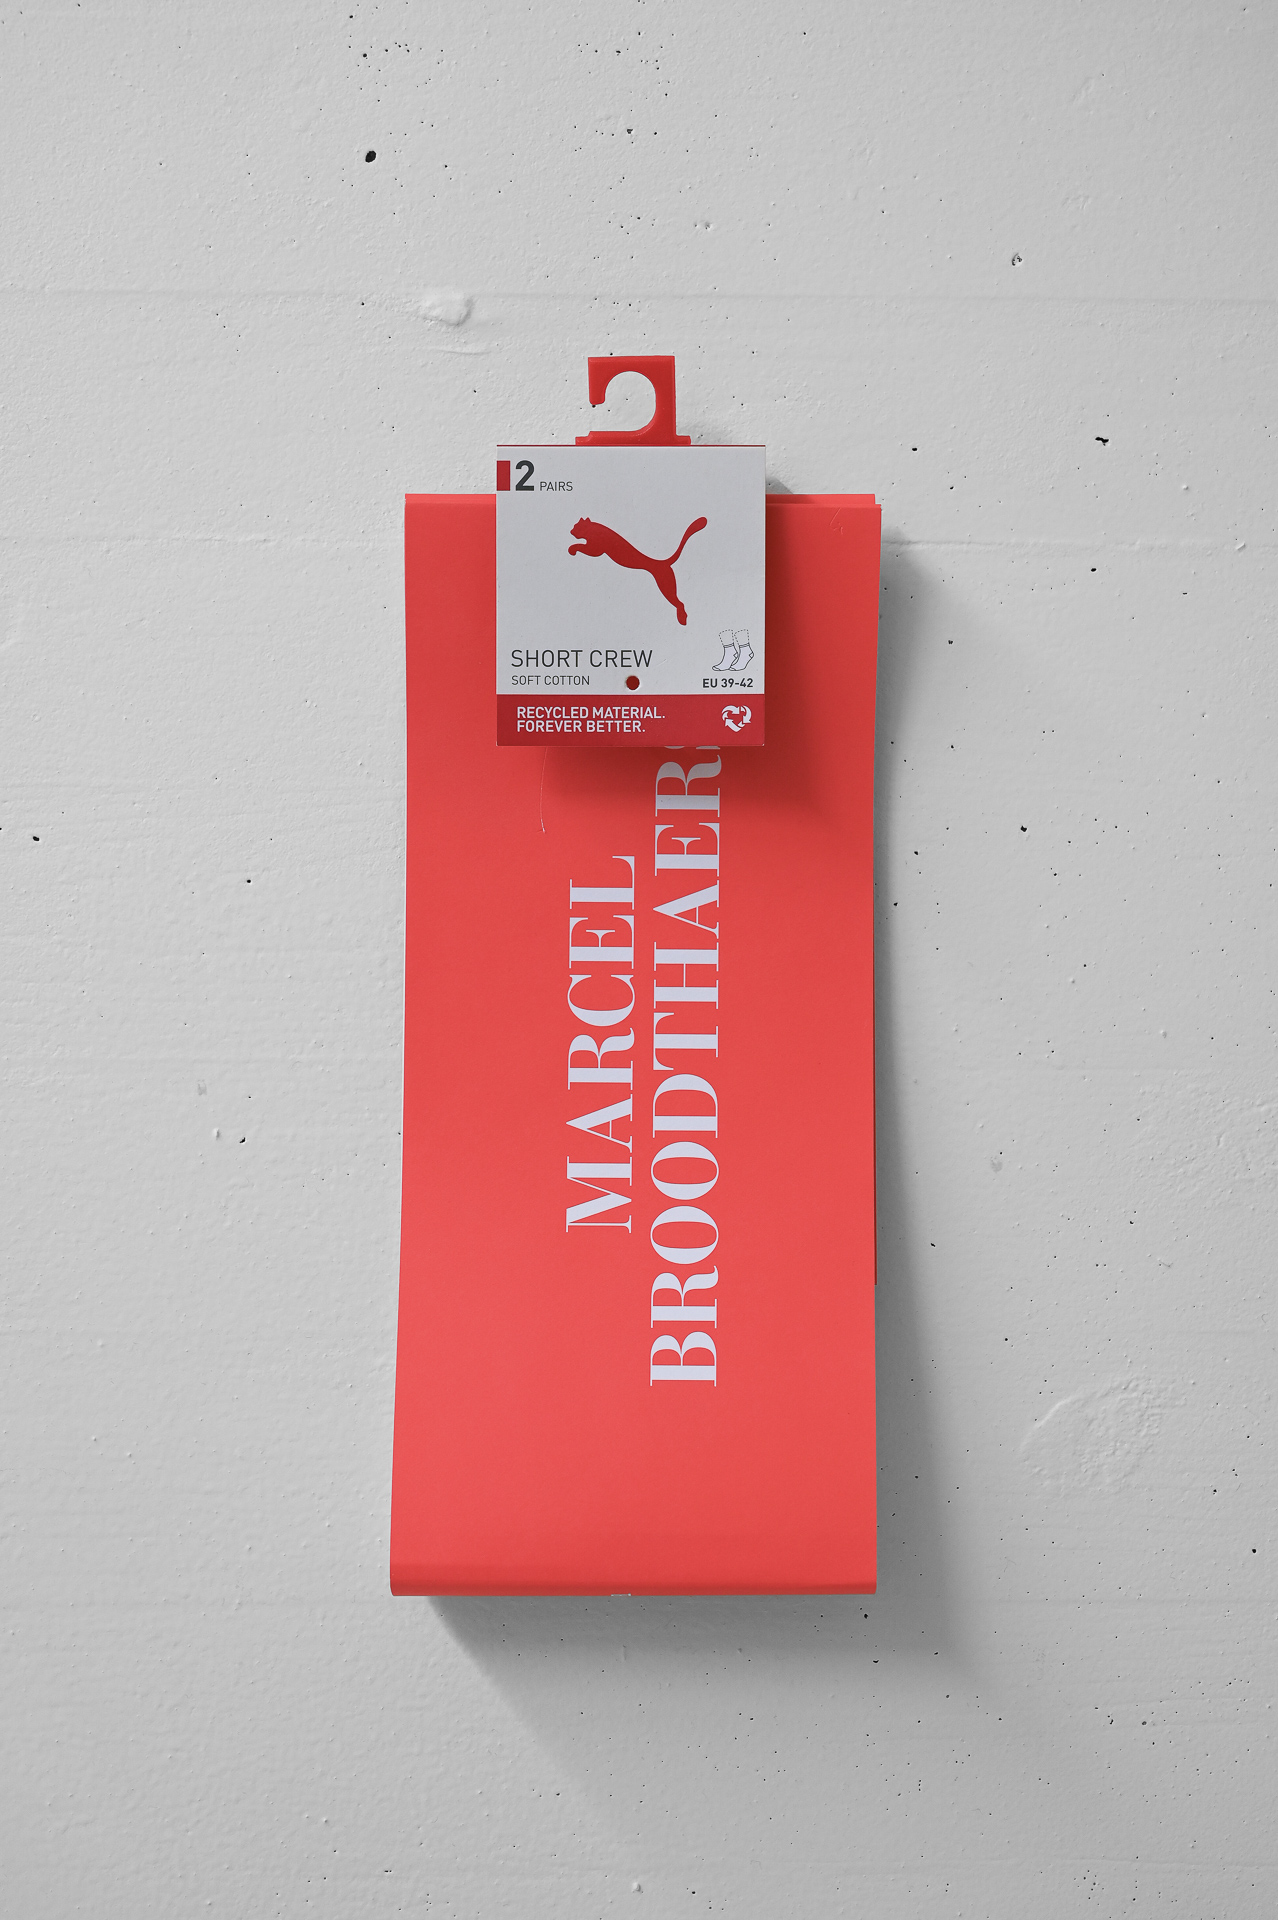 2 PAIRS
SHORT CREW
SOFT COTTON
EU 39-42
RECYCLED MATERIAL.
FOREVER BETTER.
MARCEL
BROODTHAERS